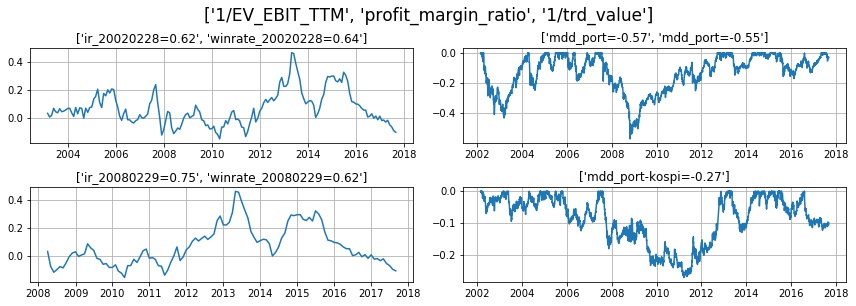 ['1/EV_EBIT_TTM', 'profit_margin_ratio', '1/trd_value']
['ir_20020228=0.62', 'winrate_20020228=0.64']
0.4
0.2
0.0
2004 2006 2008 2010 2012 2014 2016 2018
['mdd_port=-0.57', 'mdd_port=-0.55']
0.0
−0.2
−0.4
2002 2004 2006 2008 2010 2012 2014 2016 2018
['ir_20080229=0.75', 'winrate_20080229=0.62']
0.4
0.2
0.0
2008 2009 2010 2011 2012 2013 2014 2015 2016 2017 2018
['mdd_port-kospi=-0.27']
0.0
−0.1
−0.2
2002 2004 2006 2008 2010 2012 2014 2016 2018